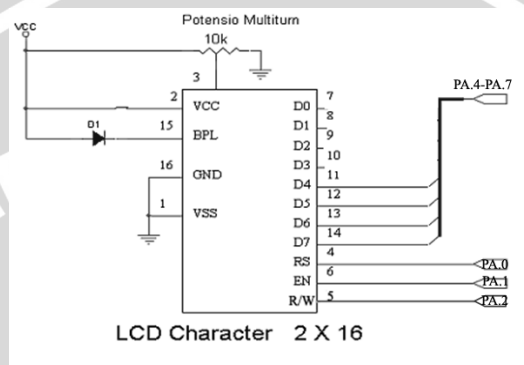 Potensio Multiturn
VCC
10k
3
PA.4-PA.7
2 VCC D0 7
D1 8
D1 15 BPL D2 9
D3 10
16 GND D4 11
D5 12
1 VSS D6 13
D7 14
RS 4 PA.0
EN 6 PA.1
R/W 5 PA.2
LCD Character 2 X 16